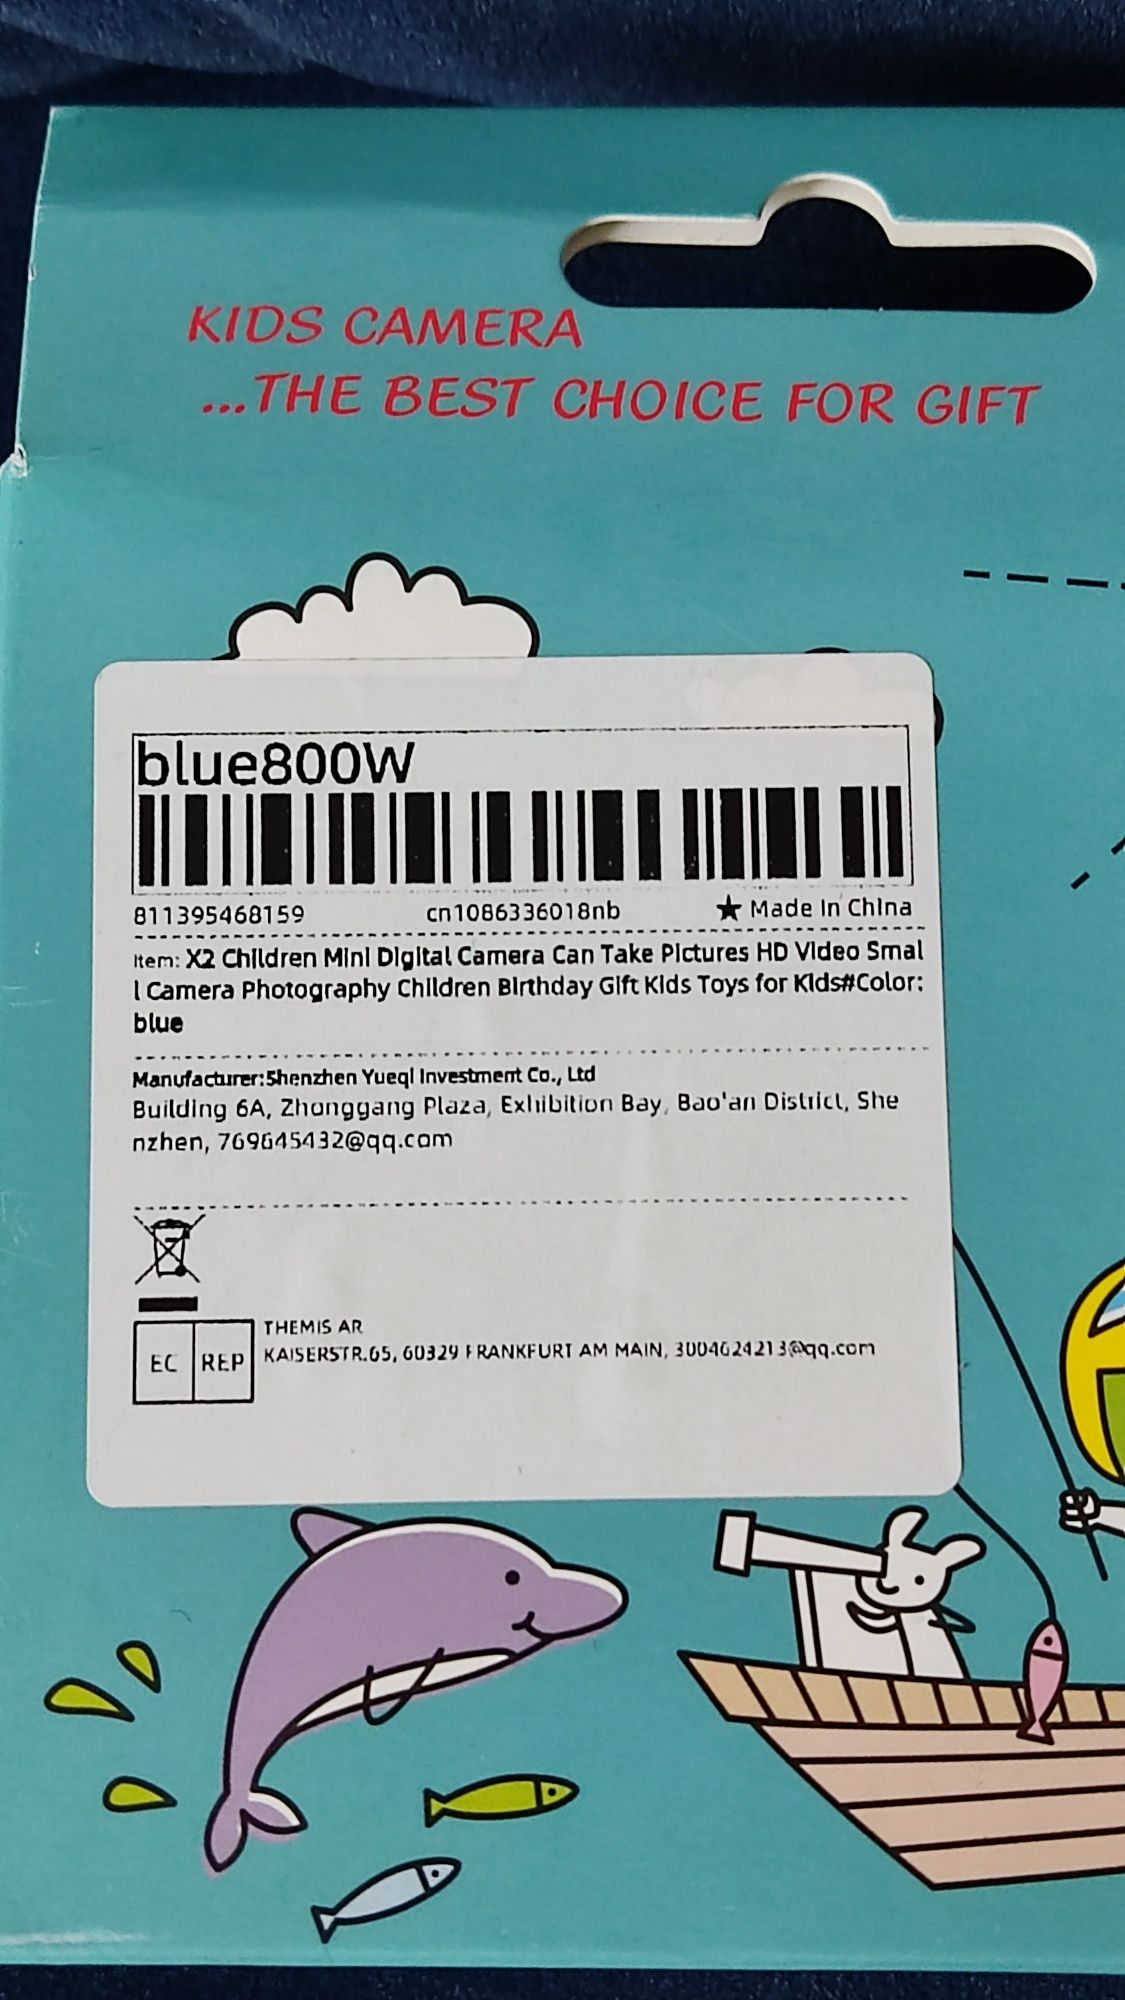 KIDS CAMERA
...THE BEST CHOICE FOR GIFT
blue800W
811395468159 cn1086336018nb ★ Made In China
Item: X2 Children Mini Digital Camera Can Take Pictures HD Video Smal
l Camera Photography Children Birthday Gift Kids Toys for Kids#Color:
blue
Manufacturer:Shenzhen Yueqi Investment Co., Ltd
Building 6A, Zhonggang Plaza, Exhibition Bay, Bao'an District, She
nzhen, 769645432@qq.com
EC REP
THEMIS AR
KAISERSTR.65, 60329 FRANKFURT AM MAIN, 3004624213@qq.com